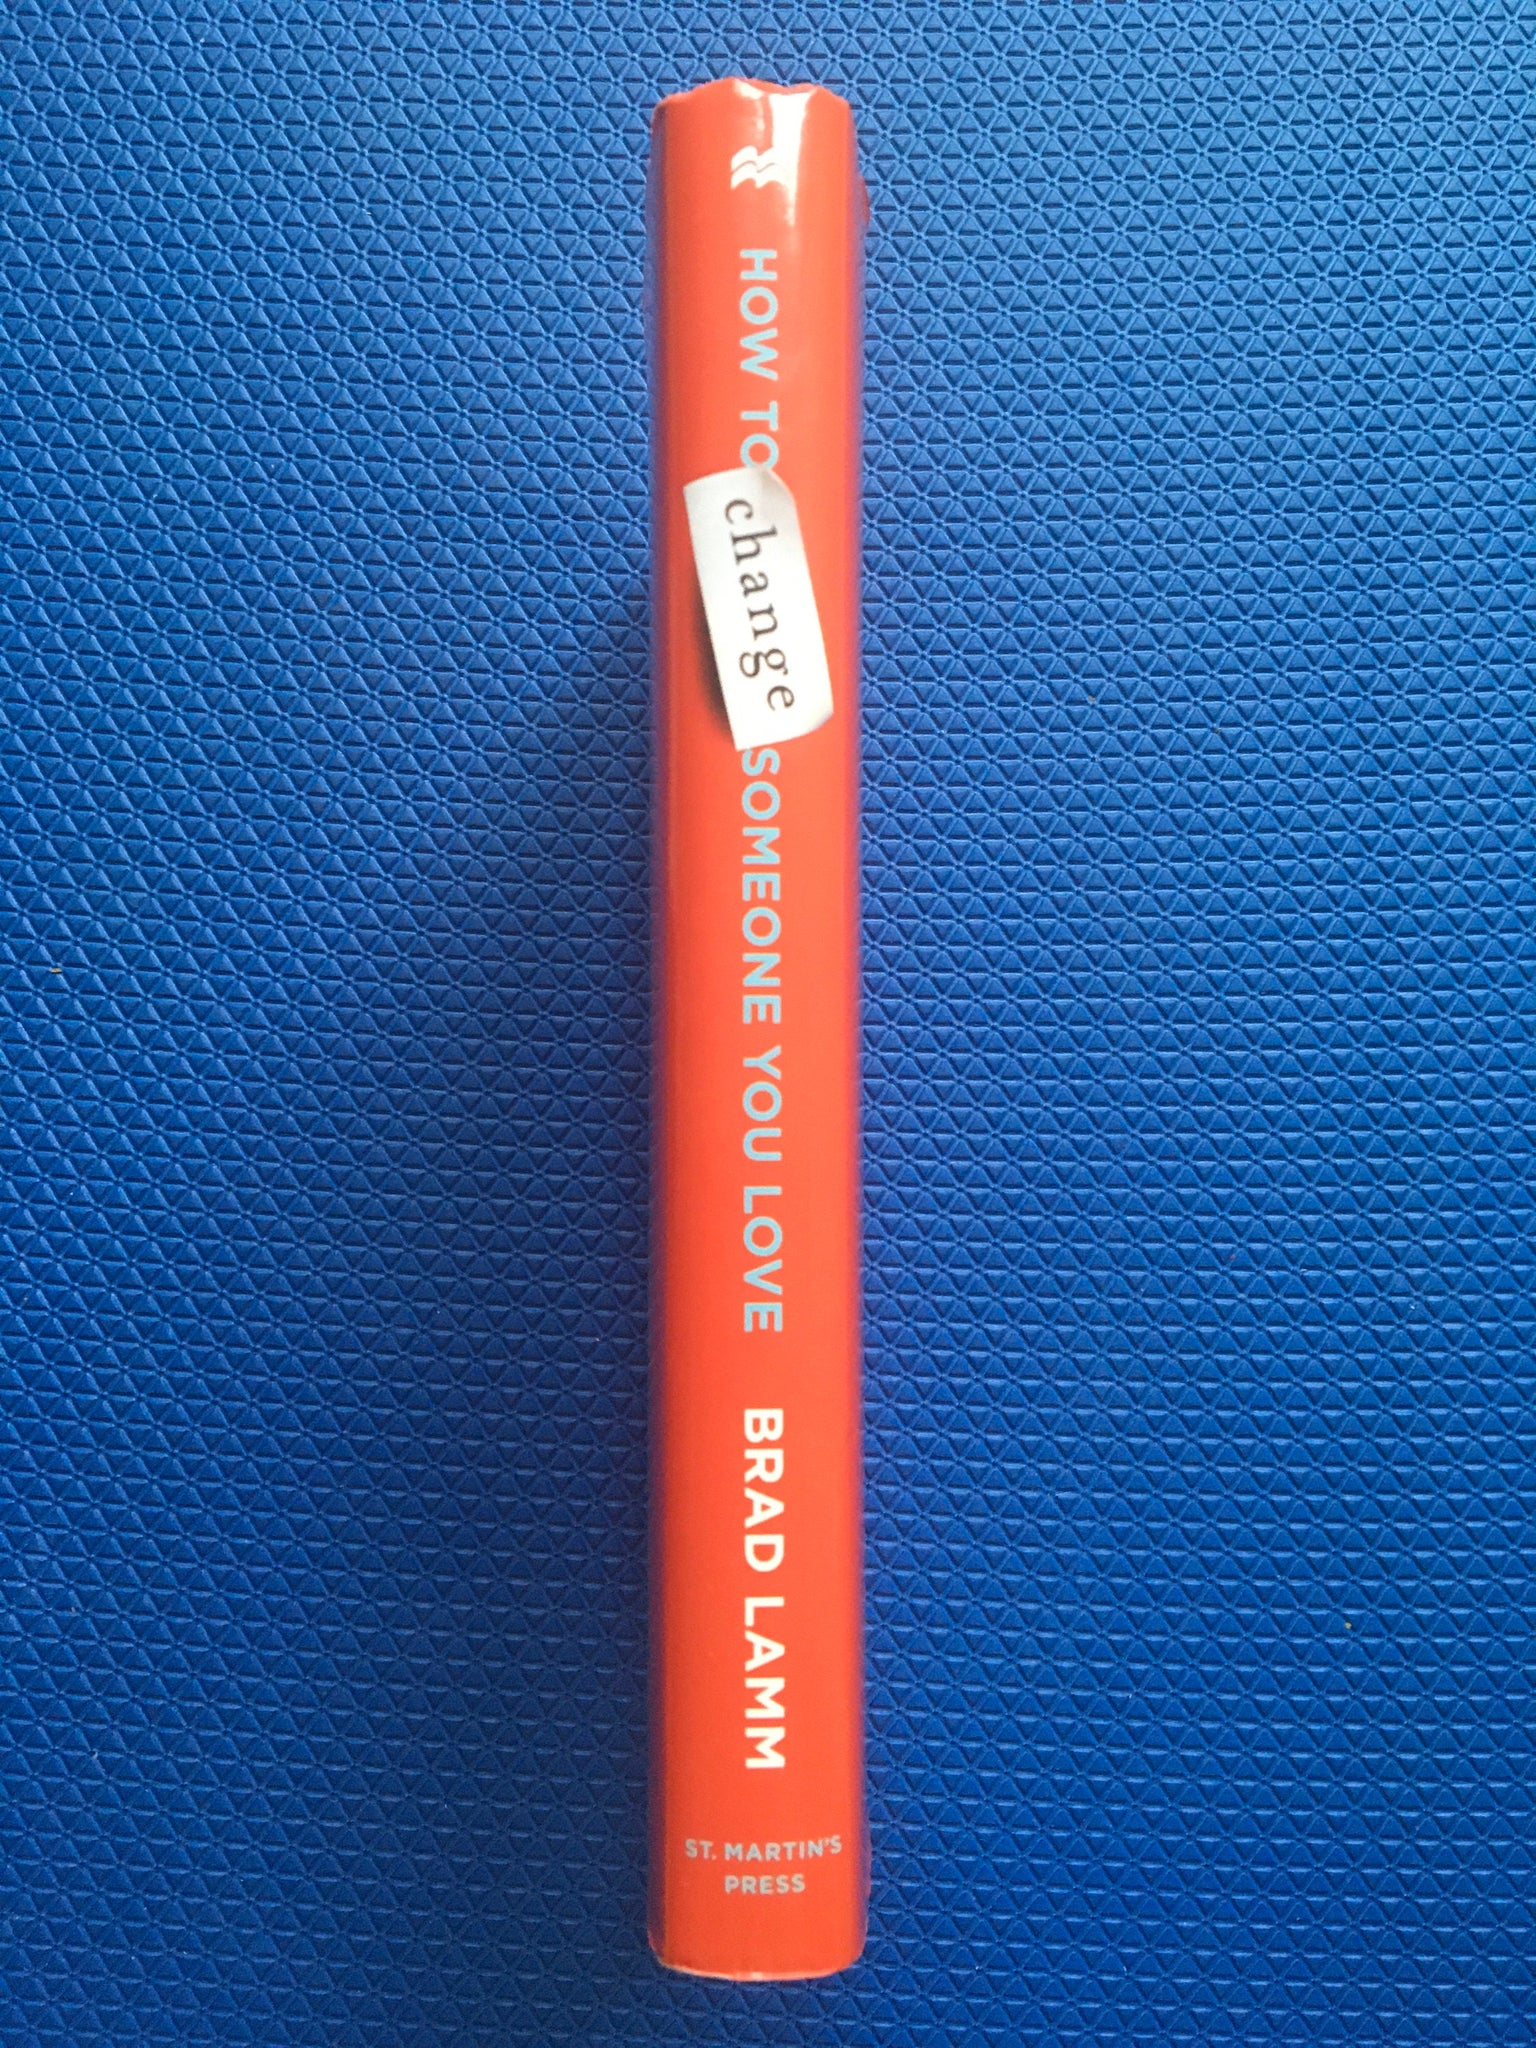 HOW TO change SOMEONE YOU LOVE
BRAD LAMM
ST. MARTIN'S
PRESS